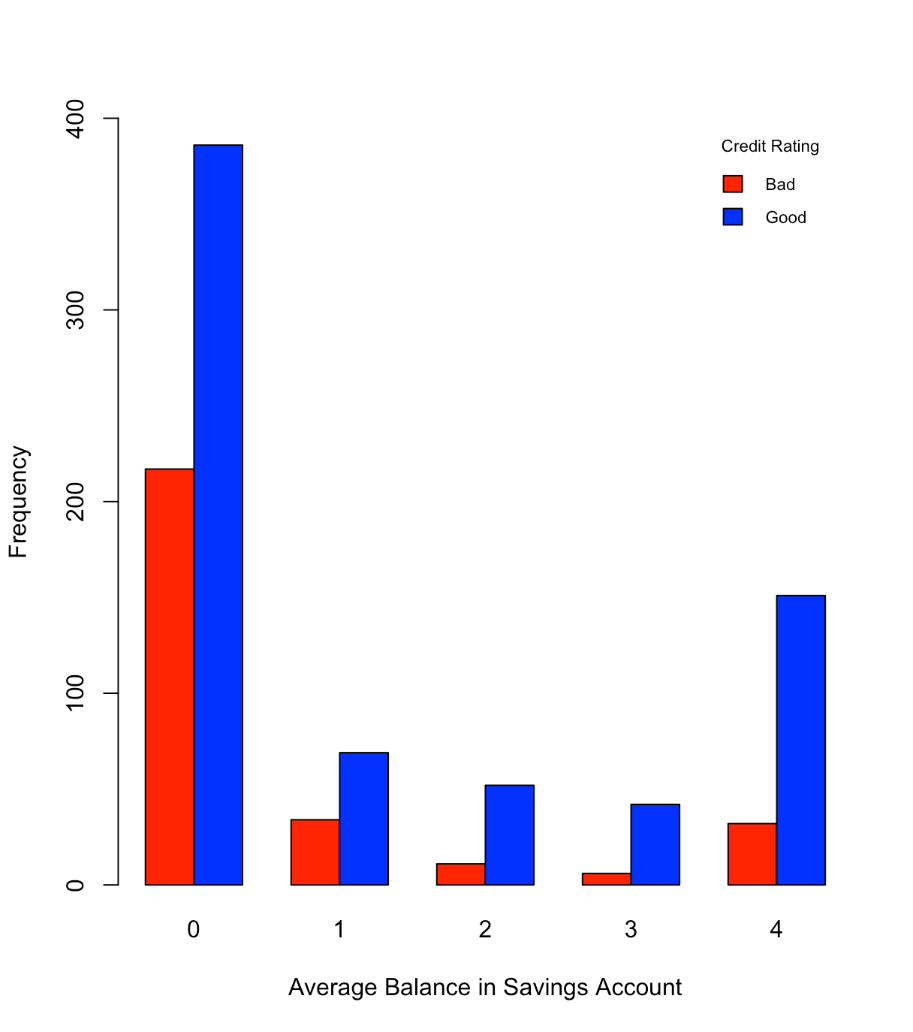 Credit Rating
Bad
Good
Frequency
400
300
200
100
0
0 1 2 3 4
Average Balance in Savings Account